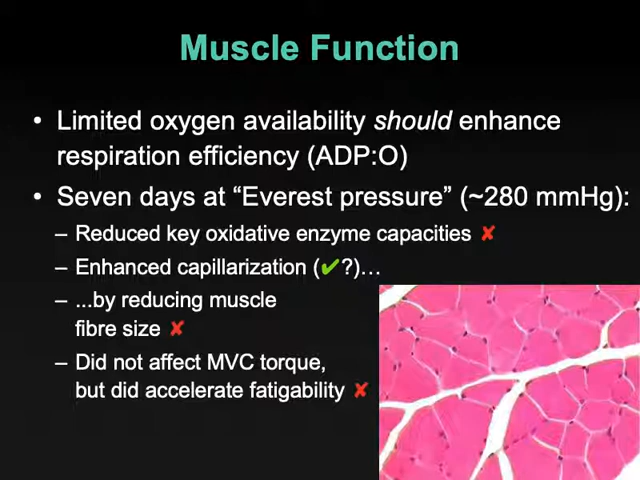 Muscle Function
• Limited oxygen availability should enhance
respiration efficiency (ADP:O)
• Seven days at “Everest pressure” (~280 mmHg):
– Reduced key oxidative enzyme capacities ✘
– Enhanced capillarization (✔?)…
– ...by reducing muscle
fibre size ✘
– Did not affect MVC torque,
but did accelerate fatigability ✘